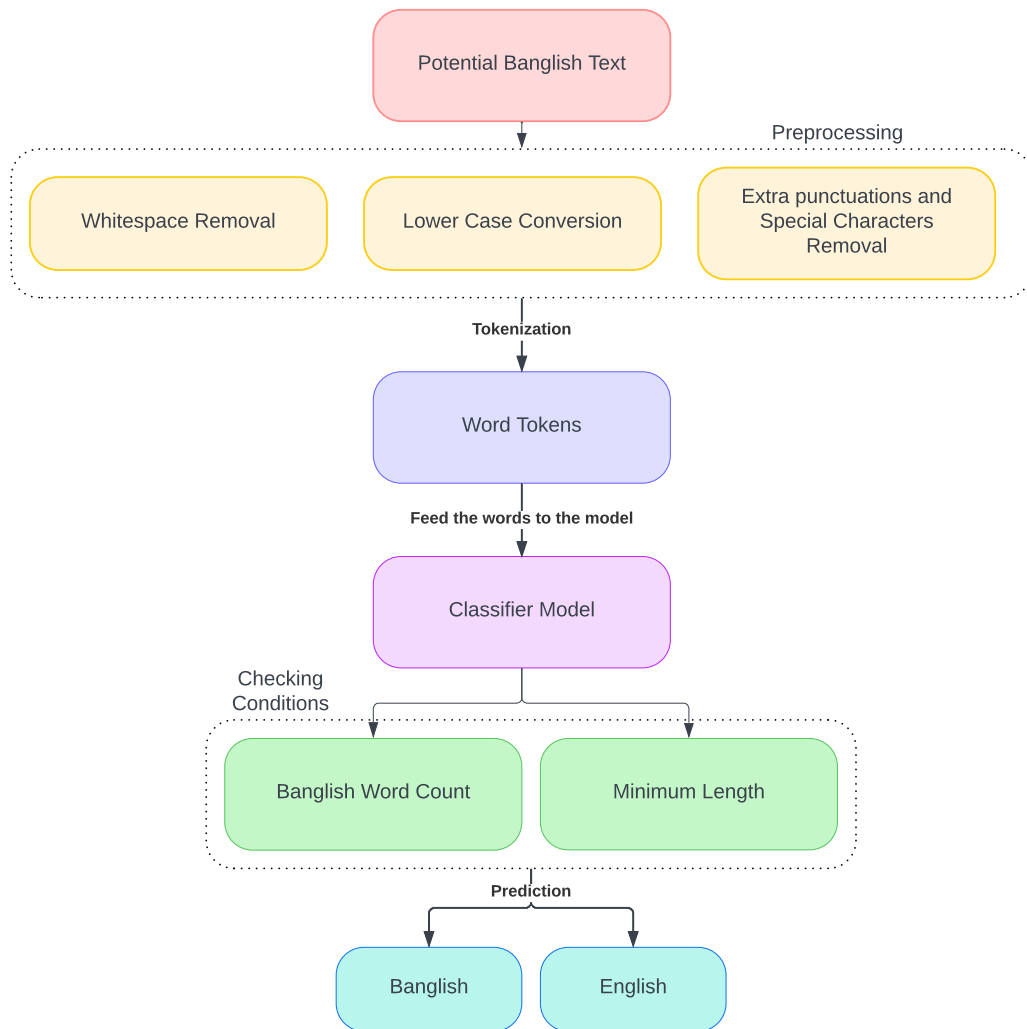 Potential Banglish Text
Preprocessing
Whitespace Removal
Lower Case Conversion
Extra punctuations and
Special Characters
Removal
Tokenization
Word Tokens
Feed the words to the model
Classifier Model
Checking
Conditions
Banglish Word Count
Minimum Length
Prediction
Banglish
English